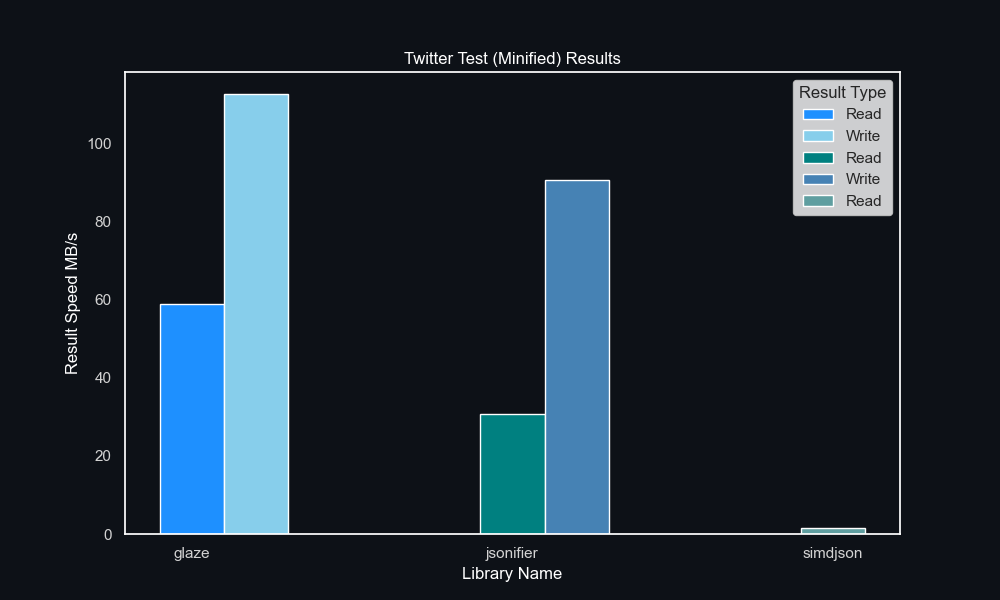 Twitter Test (Minified) Results
Result Type
Read
Write
Read
Write
Read
Result Speed MB/s
100
80
60
40
20
0
glaze
jsonifier
simdjson
Library Name